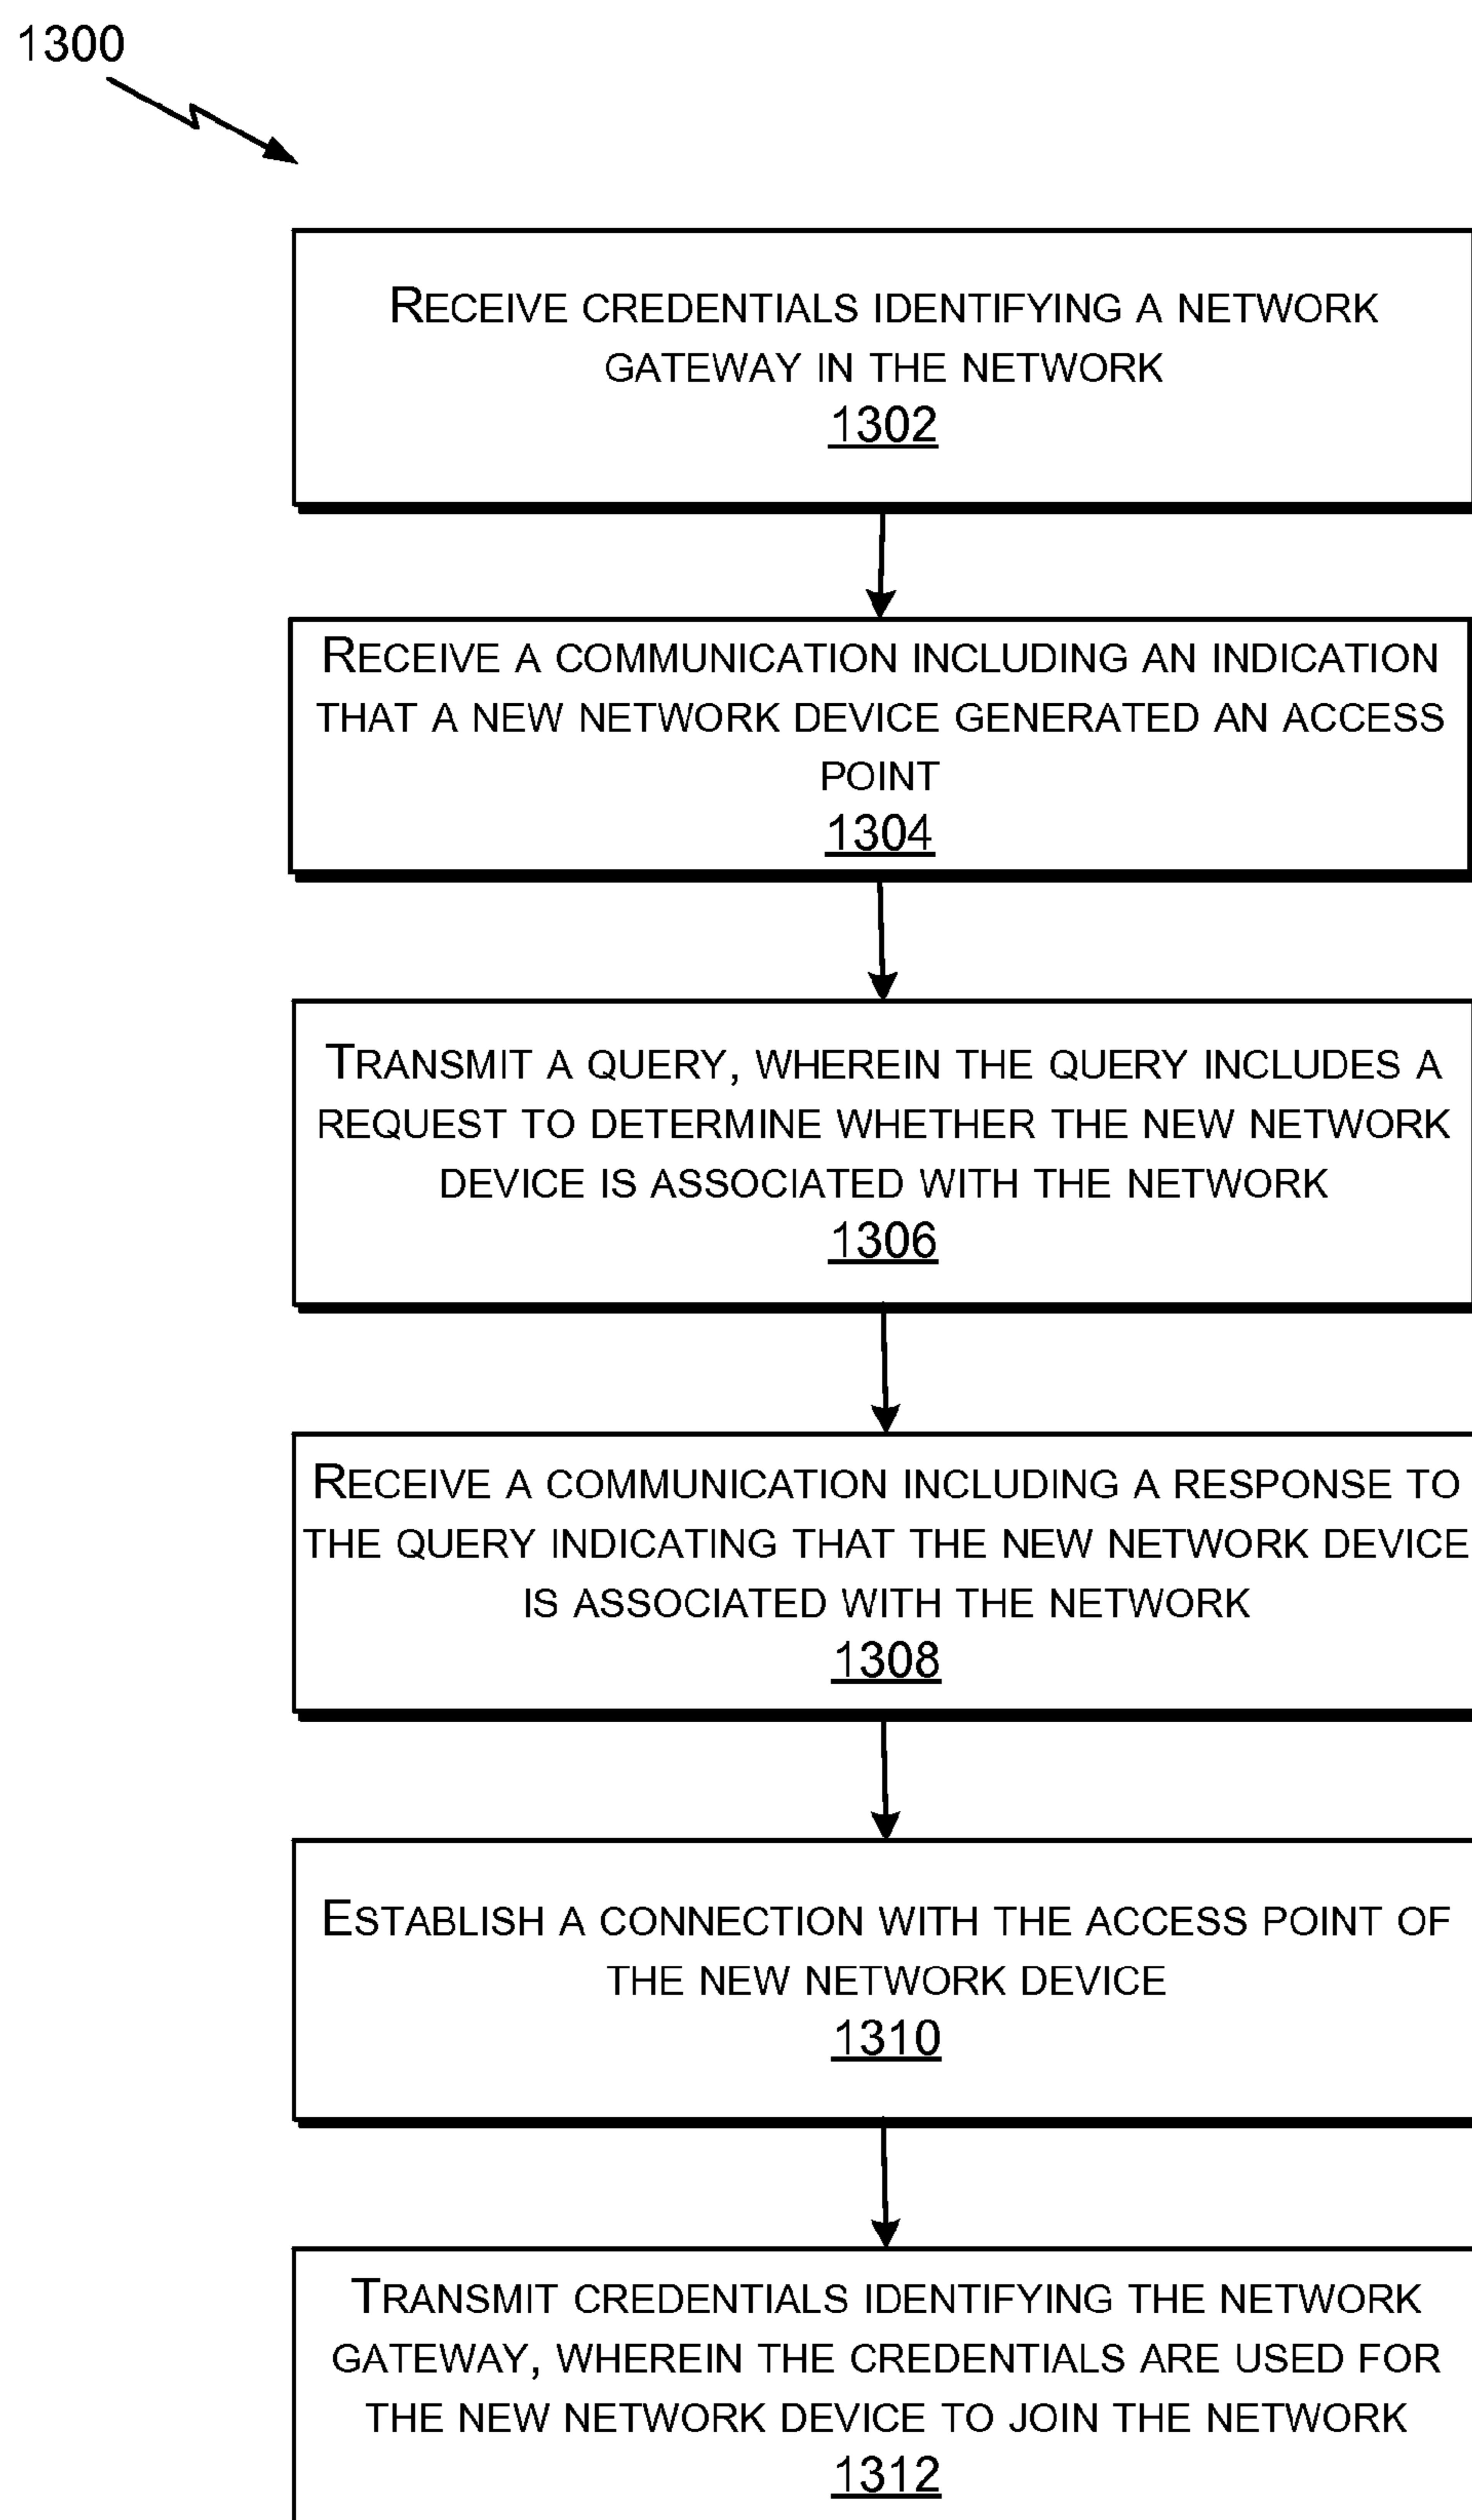 1300
RECEIVE CREDENTIALS IDENTIFYING A NETWORK
GATEWAY IN THE NETWORK
1302
RECEIVE A COMMUNICATION INCLUDING AN INDICATION
THAT A NEW NETWORK DEVICE GENERATED AN ACCESS
POINT
1304
TRANSMIT A QUERY, WHEREIN THE QUERY INCLUDES A
REQUEST TO DETERMINE WHETHER THE NEW NETWORK
DEVICE IS ASSOCIATED WITH THE NETWORK
1306
RECEIVE A COMMUNICATION INCLUDING A RESPONSE TO
THE QUERY INDICATING THAT THE NEW NETWORK DEVICE
IS ASSOCIATED WITH THE NETWORK
1308
ESTABLISH A CONNECTION WITH THE ACCESS POINT OF
THE NEW NETWORK DEVICE
1310
TRANSMIT CREDENTIALS IDENTIFYING THE NETWORK
GATEWAY, WHEREIN THE CREDENTIALS ARE USED FOR
THE NEW NETWORK DEVICE TO JOIN THE NETWORK
1312